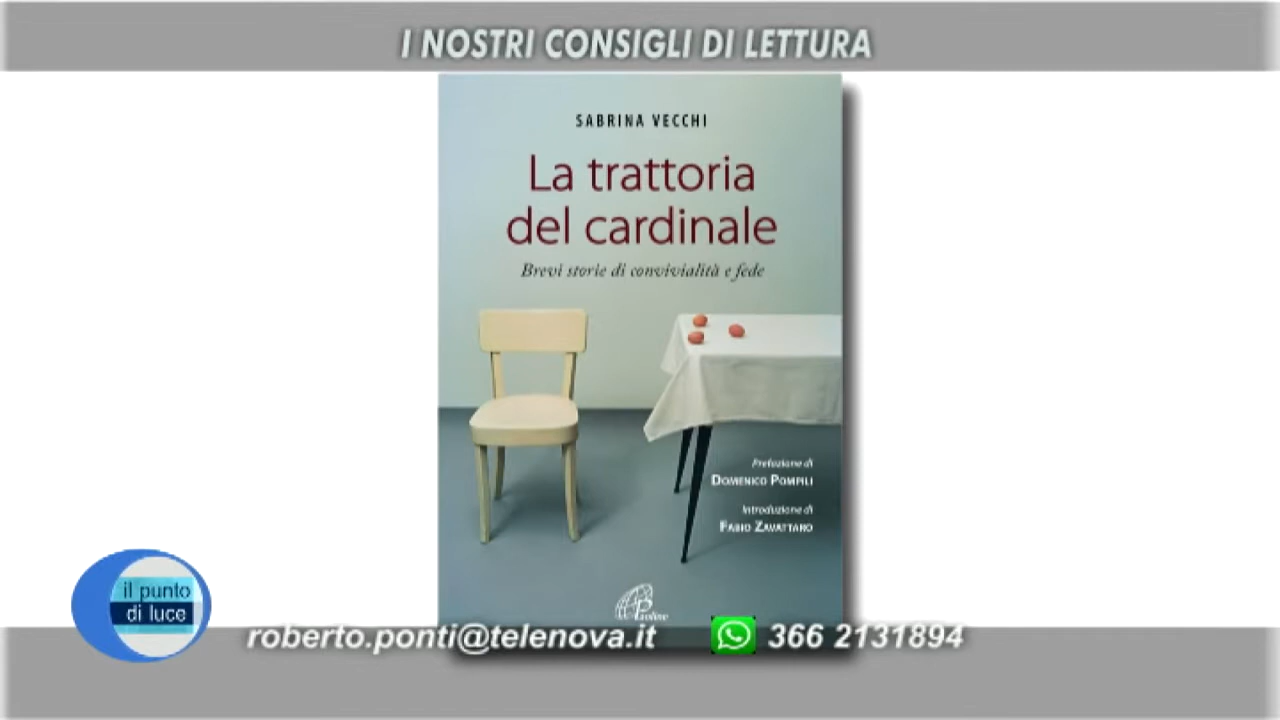 I NOSTRI CONSIGLI DI LETTURA
SABRINA VECCHI
La trattoria
del cardinale
Brevi storie di convivialità e fede
Prefazione di
DOMENICO POMPILI
Introduzione di
FABIO ZAVATTARO
Paoline
il punto
di luce
roberto.ponti@telenova.it
366 2131894